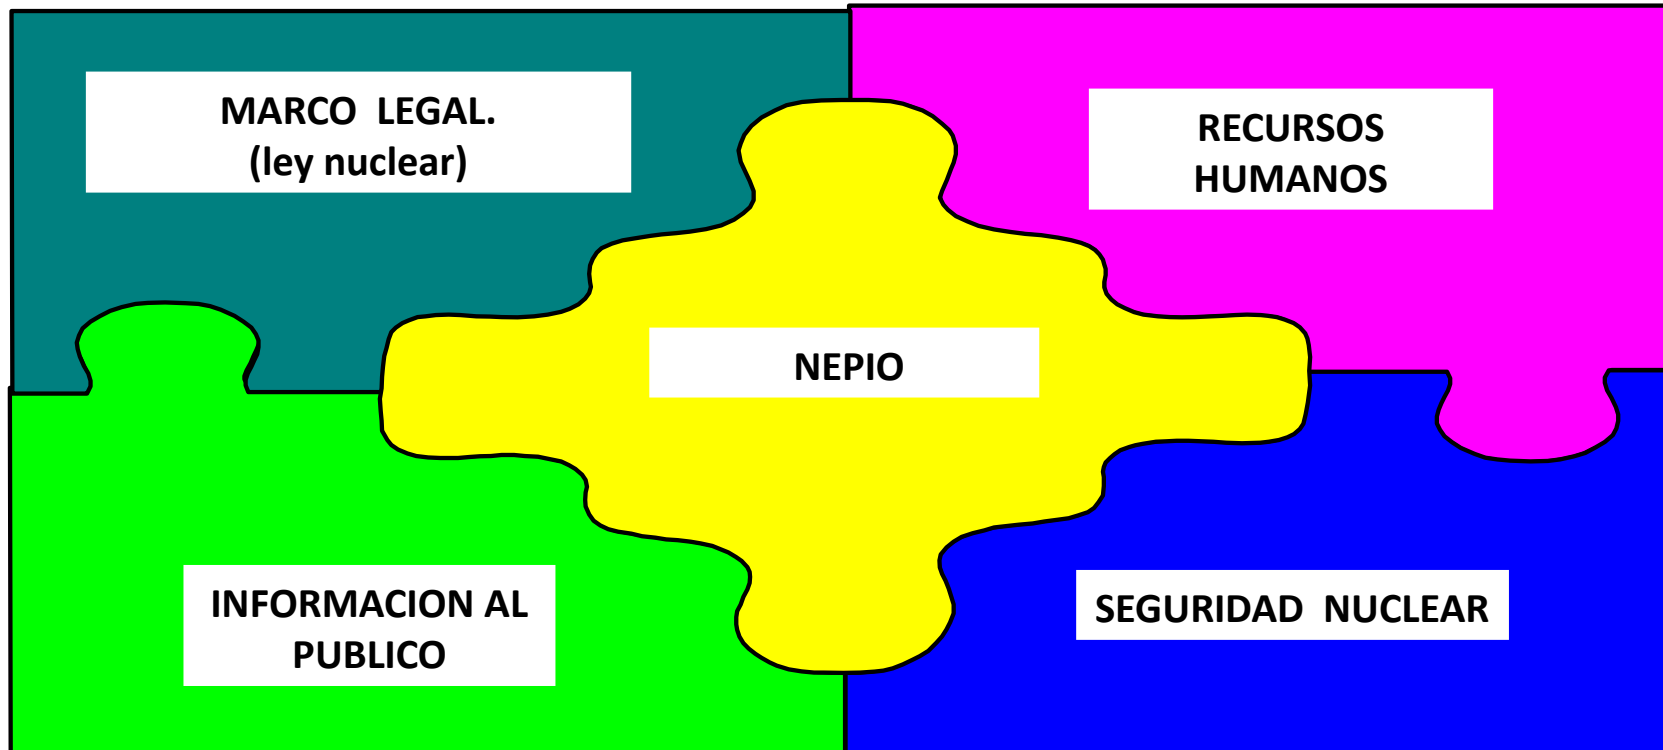 MARCO LEGAL.
(ley nuclear)
RECURSOS
HUMANOS
NEPIO
INFORMACION AL
PUBLICO
SEGURIDAD NUCLEAR